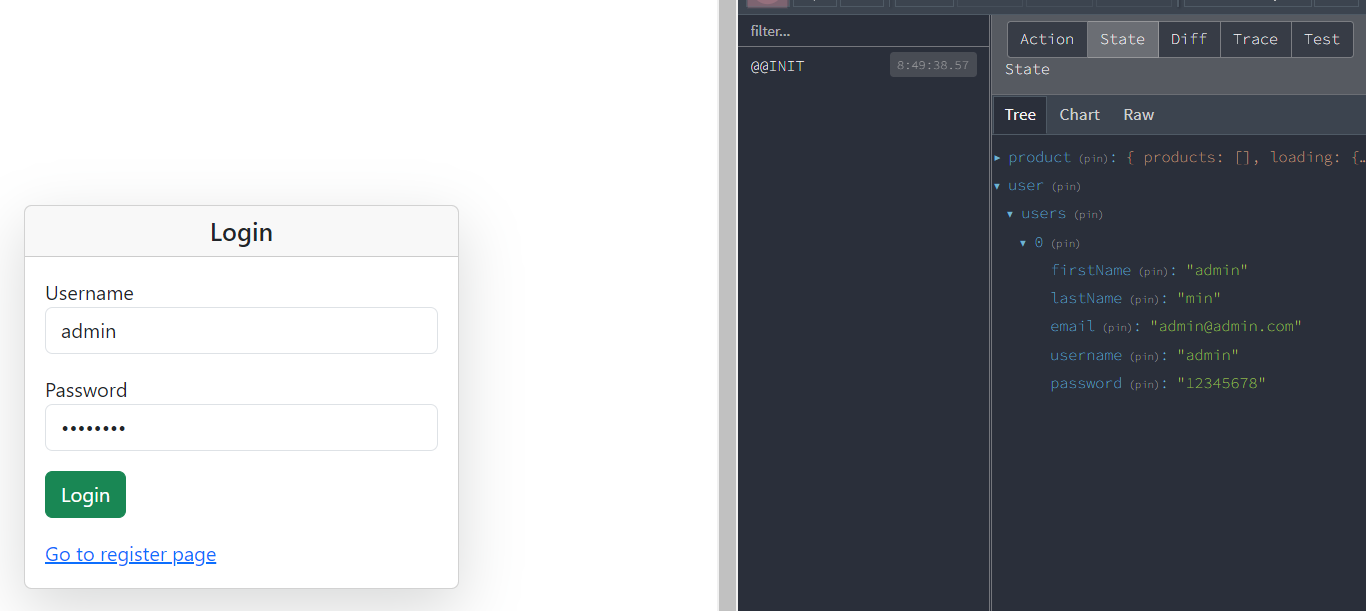 Login
Username
admin
Password
••••••••
Login
Go to register page
filter...
@@INIT
8:49:38.57
Action State Diff Trace Test
State
Tree Chart Raw
product (pin): { products: [], loading: {…
user (pin)
users (pin)
0 (pin)
firstName (pin): "admin"
lastName (pin): "min"
email (pin): "admin@admin.com"
username (pin): "admin"
password (pin): "12345678"